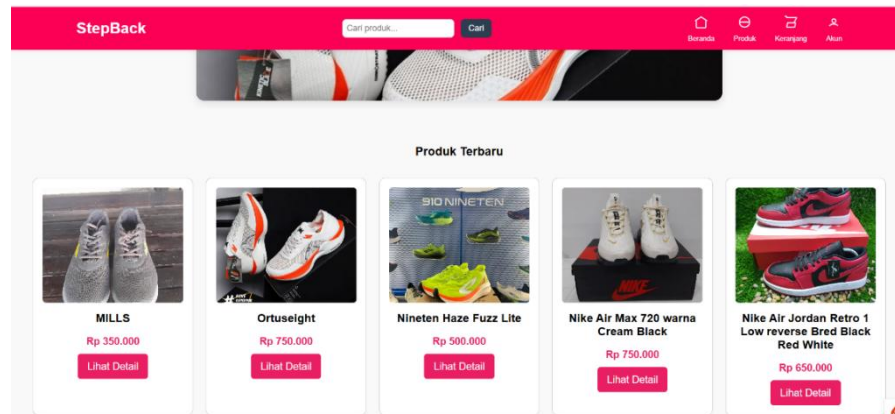 StepBack
Cari produk...
Cari
Beranda
Produk
Keranjang
Akun
Produk Terbaru
910 NINETEN
NIKE
MILLS
Rp 350.000
Lihat Detail
Ortuseight
Rp 750.000
Lihat Detail
Nineten Haze Fuzz Lite
Rp 500.000
Lihat Detail
Nike Air Max 720 warna
Cream Black
Rp 750.000
Lihat Detail
Nike Air Jordan Retro 1
Low reverse Bred Black
Red White
Rp 650.000
Lihat Detail